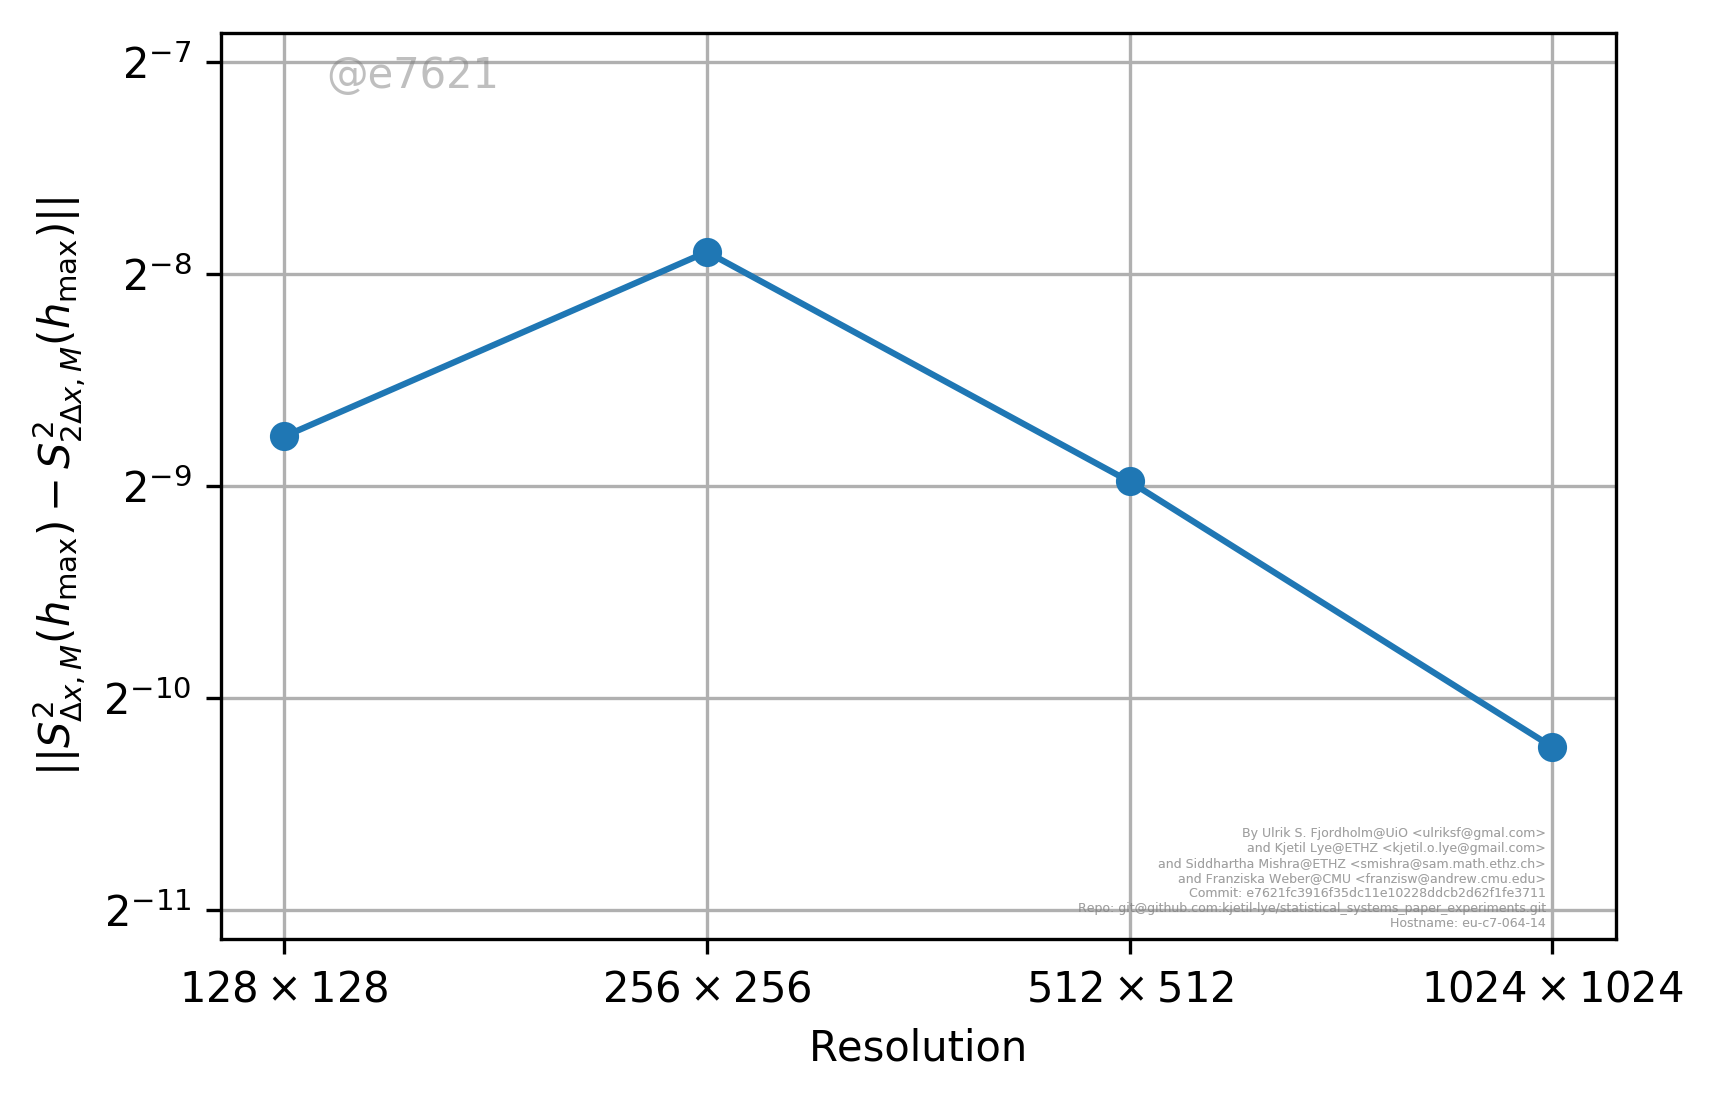 2⁻⁷
@e7621
2⁻⁸
2⁻⁹
2⁻¹⁰
2⁻¹¹
||S²_{Δx,M}(h_max) − S²_{2Δx,M}(h_max)||
By Ulrik S. Fjordholm@UiO <ulriksf@gmal.com>
and Kjetil Lye@ETHZ <kjetil.o.lye@gmail.com>
and Siddhartha Mishra@ETHZ <smishra@sam.math.ethz.ch>
and Franziska Weber@CMU <franzisw@andrew.cmu.edu>
Commit: e7621fc3916f35dc11e10228ddcb2d62f1fe3711
Repo: git@github.com:kjetil-lye/statistical_systems_paper_experiments.git
Hostname: eu-c7-064-14
128 × 128 256 × 256 512 × 512 1024 × 1024
Resolution